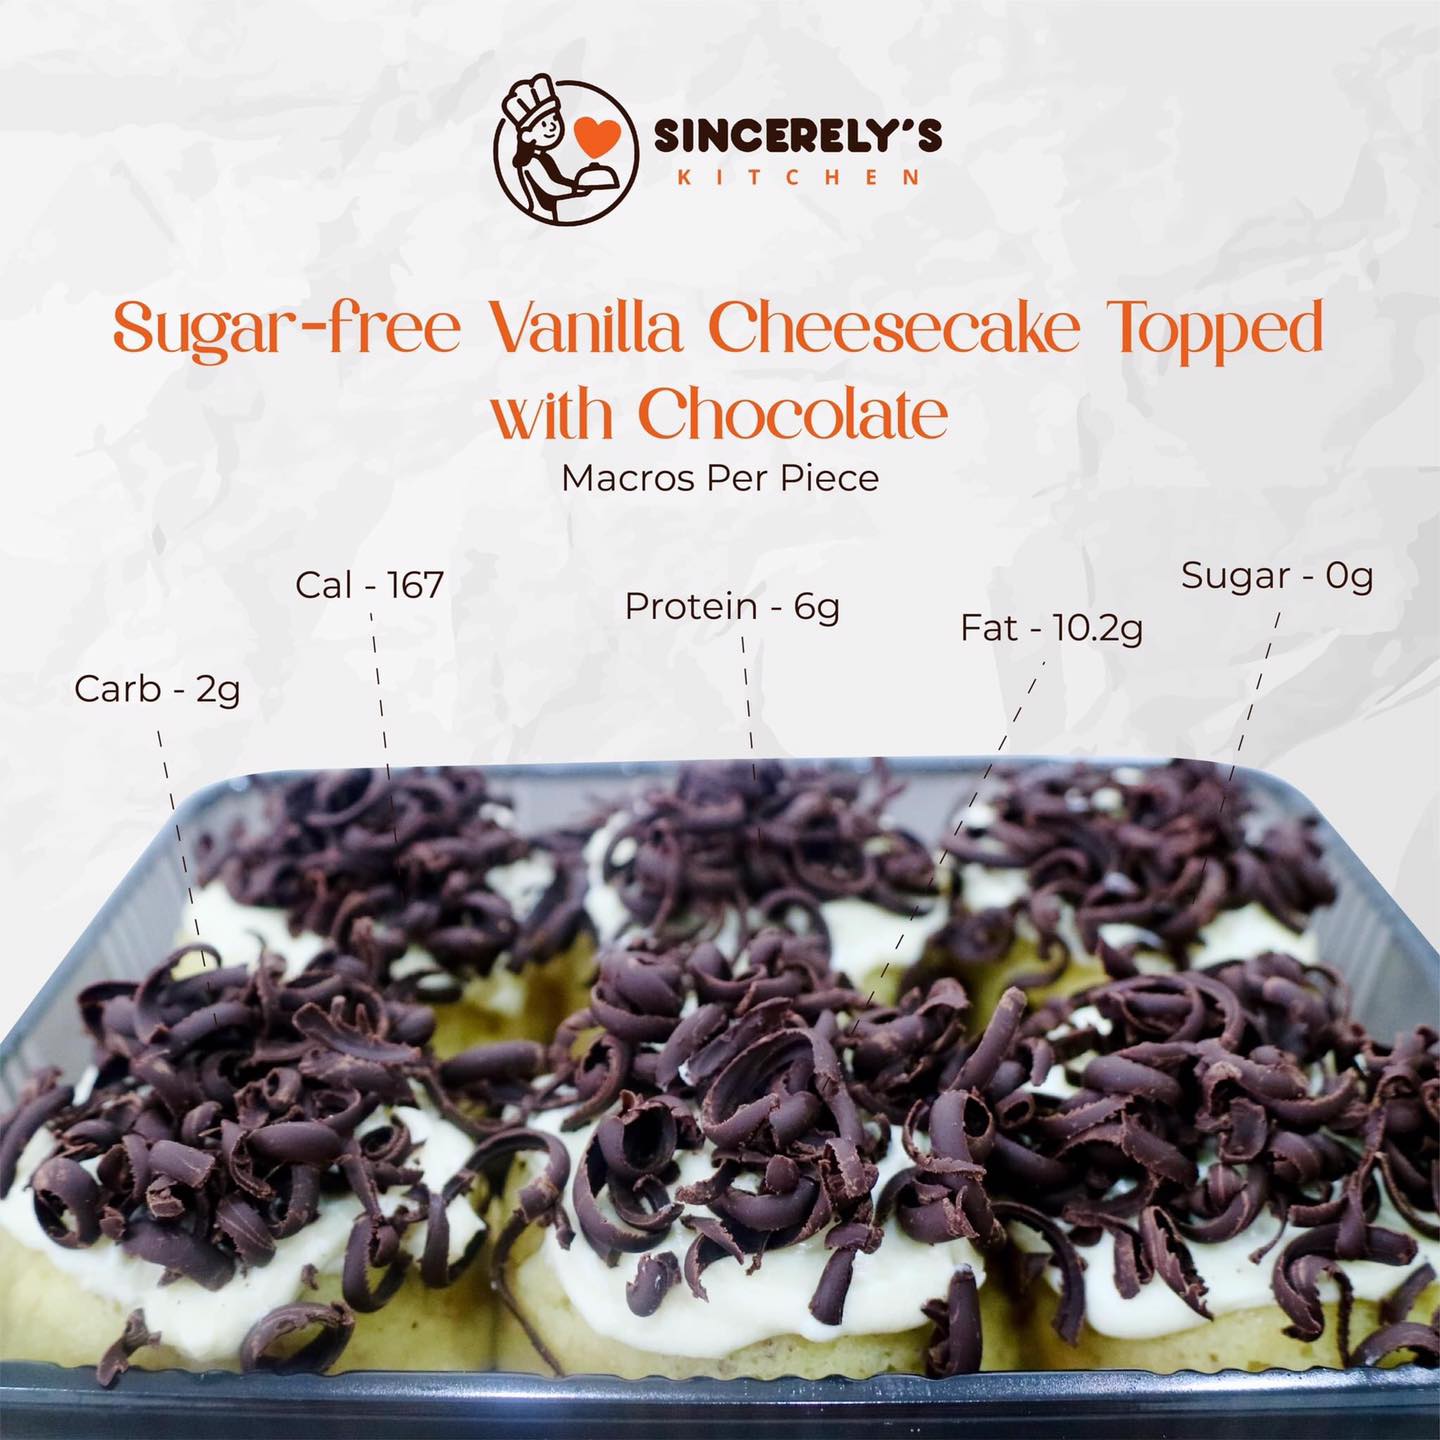 SINCERELY'S
KITCHEN
Sugar-free Vanilla Cheesecake Topped
with Chocolate
Macros Per Piece
Sugar - 0g
Cal - 167
Protein - 6g
Fat - 10.2g
Carb - 2g